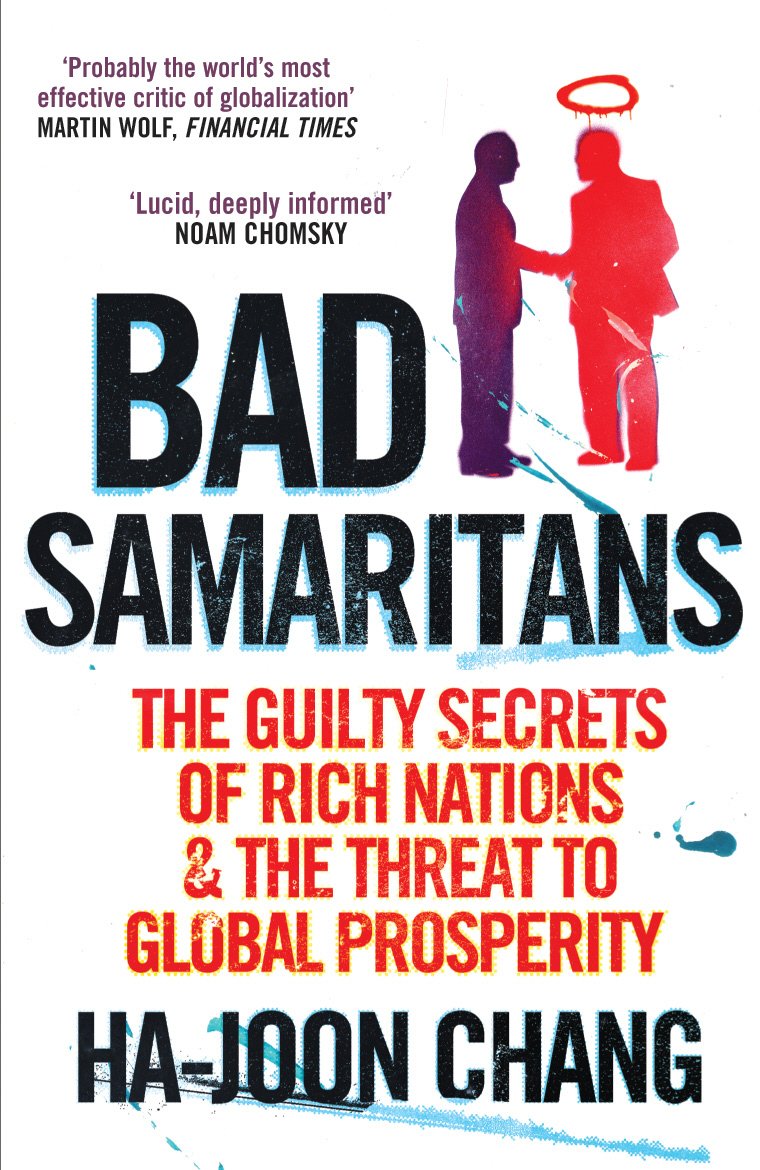 ‘Probably the world’s most
effective critic of globalization’
MARTIN WOLF, FINANCIAL TIMES
‘Lucid, deeply informed’
NOAM CHOMSKY
BAD
SAMARITANS
THE GUILTY SECRETS
OF RICH NATIONS
& THE THREAT TO
GLOBAL PROSPERITY
HA-JOON CHANG